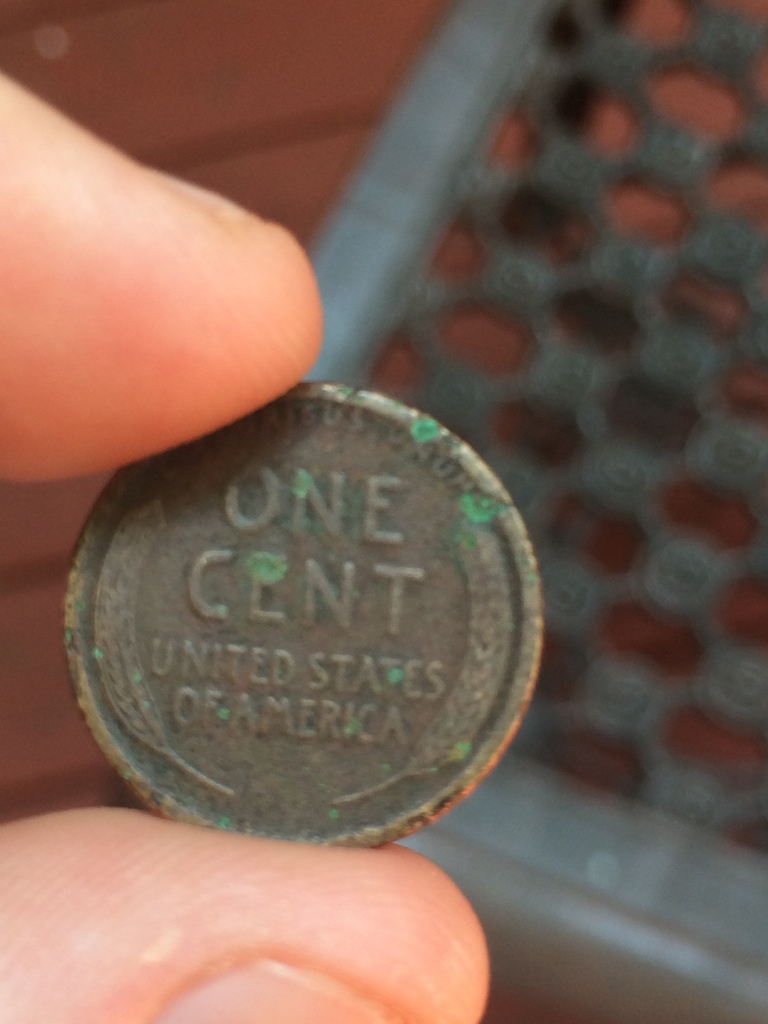 ONE
CENT
UNITED STATES
OF AMERICA